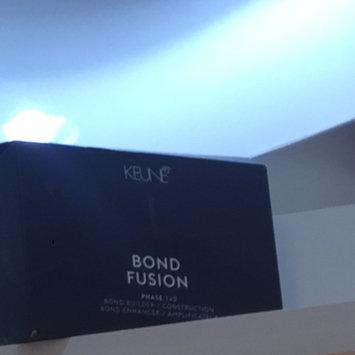 KEUNE
BOND
FUSION
PHASE 1+2
BOND BUILDER / CONSTRUCTION
BOND ENHANCER / AMPLIFICATEUR